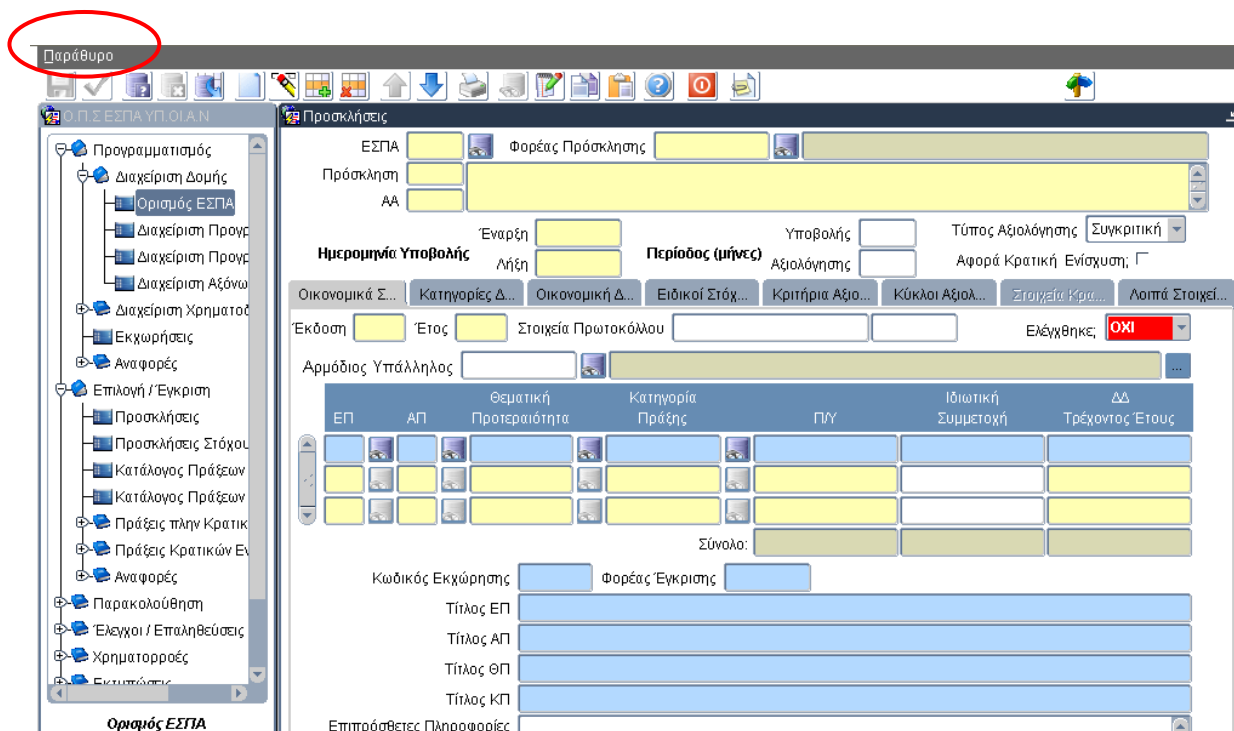 Παράθυρο
Ο.Π.Σ ΕΣΠΑ ΥΠ.ΟΙ.Α.Ν
Προγραμματισμός
Διαχείριση Δομής
Ορισμός ΕΣΠΑ
Διαχείριση Προγρ
Διαχείριση Προγρ
Διαχείριση Αξόνω
Διαχείριση Χρηματοδ
Εκχωρήσεις
Αναφορές
Επιλογή / Έγκριση
Προσκλήσεις
Προσκλήσεις Στόχου
Κατάλογος Πράξεων
Κατάλογος Πράξεων
Πράξεις πλην Κρατικ
Πράξεις Κρατικών Εν
Αναφορές
Παρακολούθηση
Έλεγχοι / Επαληθεύσεις
Χρηματορροές
Εκτυπώσεις
Ορισμός ΕΣΠΑ
Προσκλήσεις
ΕΣΠΑ Φορέας Πρόσκλησης
Πρόσκληση
ΑΑ
Ημερομηνία Υποβολής Έναρξη Λήξη
Περίοδος (μήνες) Υποβολής Αξιολόγησης
Τύπος Αξιολόγησης Συγκριτική
Αφορά Κρατική Ενίσχυση;
Οικονομικά Σ... Κατηγορίες Δ... Οικονομική Δ... Ειδικοί Στόχ... Κριτήρια Αξιο... Κύκλοι Αξιολ... Στοιχεία Κρα... Λοιπά Στοιχεί...
Έκδοση Έτος Στοιχεία Πρωτοκόλλου Ελέγχθηκε; ΟΧΙ
Αρμόδιος Υπάλληλος ...
Θεματική Κατηγορία Ιδιωτική ΔΔ
ΕΠ ΑΠ Προτεραιότητα Πράξης Π/Υ Συμμετοχή Τρέχοντος Έτους
Σύνολο:
Κωδικός Εκχώρησης Φορέας Έγκρισης
Τίτλος ΕΠ
Τίτλος ΑΠ
Τίτλος ΘΠ
Τίτλος ΚΠ
Επιπρόσθετες Πληροφορίες